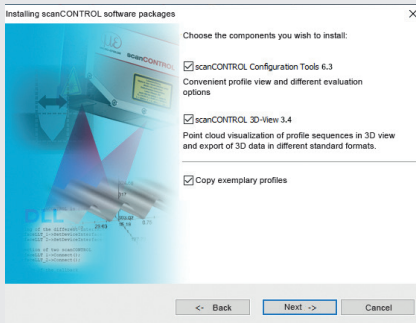 Installing scanCONTROL software packages
Choose the components you wish to install:
scanCONTROL Configuration Tools 6.3
Convenient profile view and different evaluation
options
scanCONTROL 3D-View 3.4
Point cloud visualization of profile sequences in 3D view
and export of 3D data in different standard formats.
Copy exemplary profiles
scanCONTROL
DLL
<- Back
Next ->
Cancel